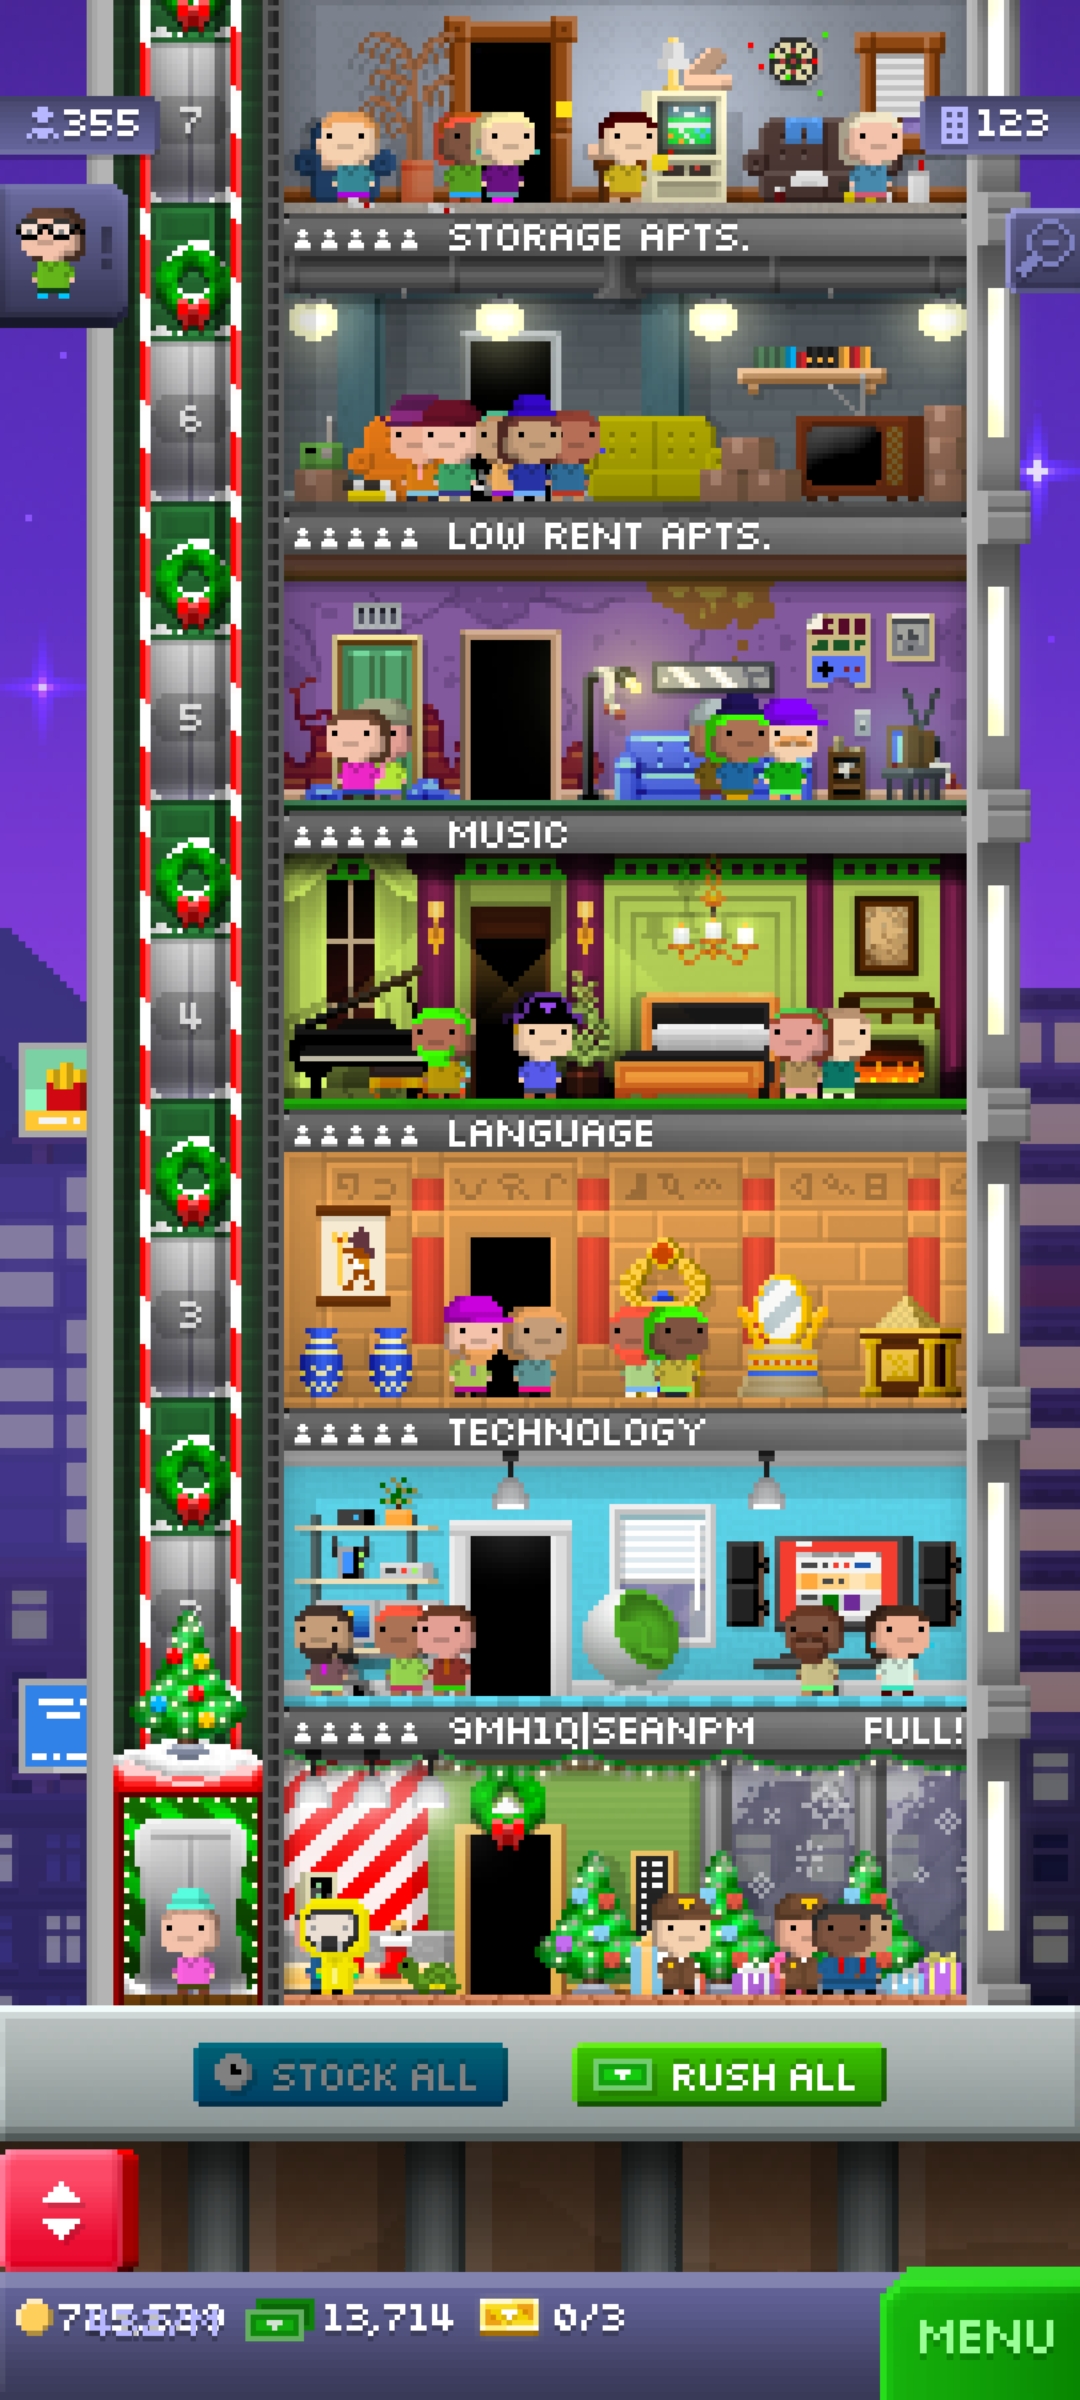 7
355
123
STORAGE APTS.
6
LOW RENT APTS.
5
MUSIC
4
LANGUAGE
3
TECHNOLOGY
9MH1Q|SEANPM FULL!
STOCK ALL
RUSH ALL
13,714
0/3
MENU